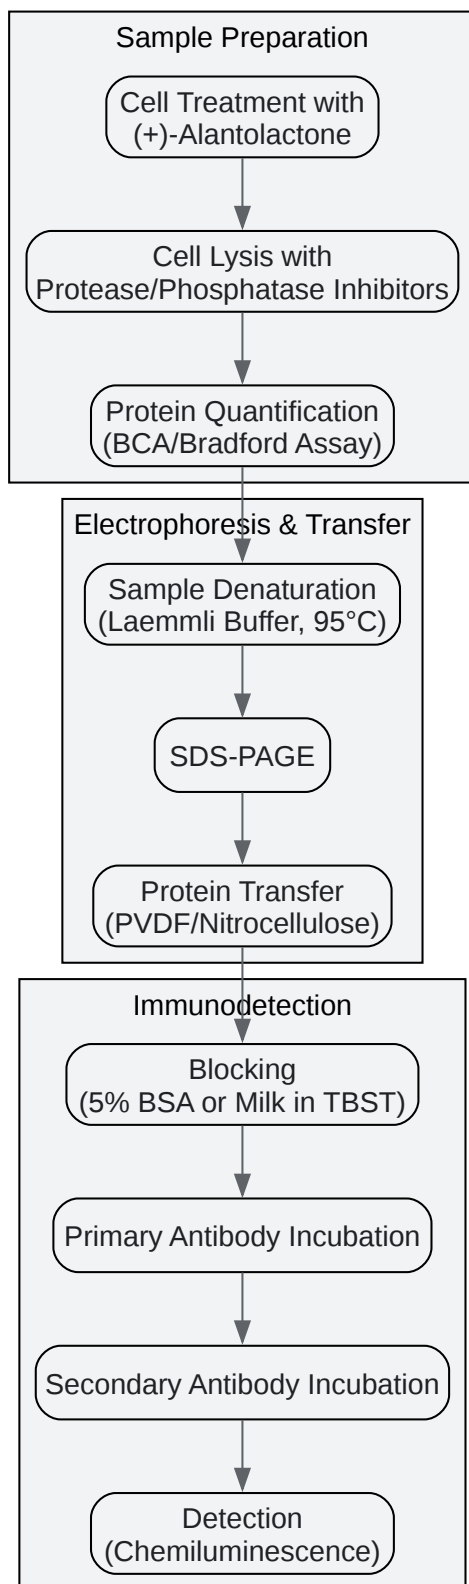 Sample Preparation
Cell Treatment with
(+)-Alantolactone
Cell Lysis with
Protease/Phosphatase Inhibitors
Protein Quantification
(BCA/Bradford Assay)
Electrophoresis & Transfer
Sample Denaturation
(Laemmli Buffer, 95°C)
SDS-PAGE
Protein Transfer
(PVDF/Nitrocellulose)
Immunodetection
Blocking
(5% BSA or Milk in TBST)
Primary Antibody Incubation
Secondary Antibody Incubation
Detection
(Chemiluminescence)